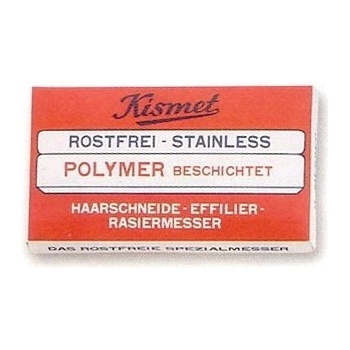 Kismet
ROSTFREI - STAINLESS
POLYMER BESCHICHTET
HAARSCHNEIDE - EFFILIER -
RASIERMESSER
DAS ROSTFREIE SPEZIALMESSER